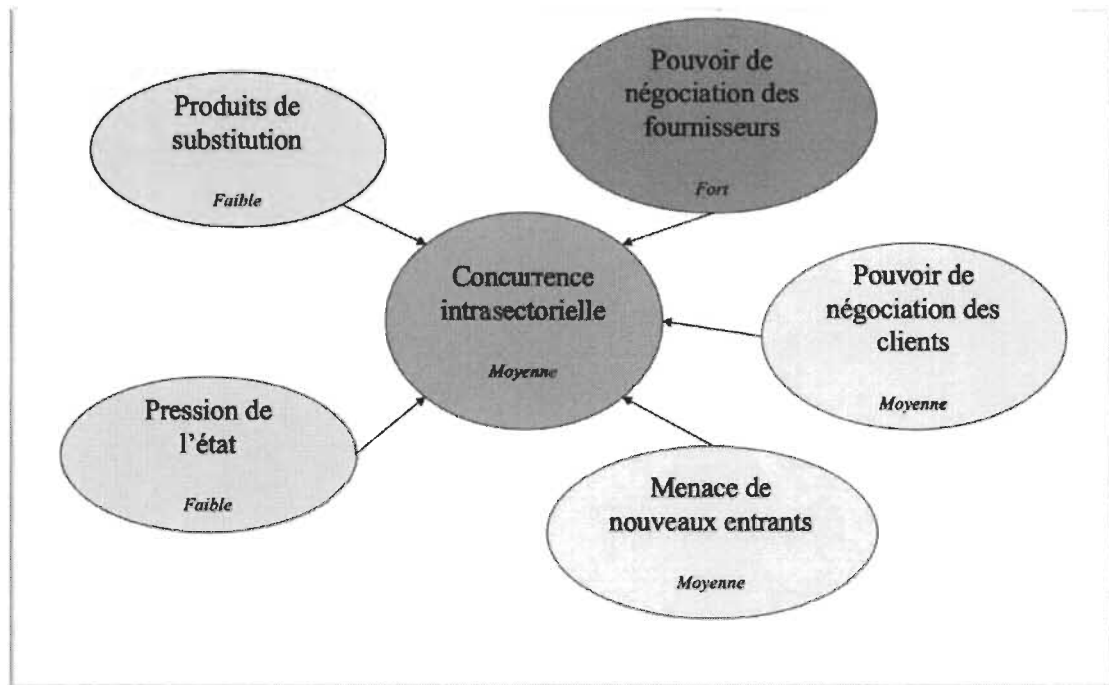 Produits de
substitution
Faible
Pouvoir de
négociation des
fournisseurs
Fort
Concurrence
intrasectorielle
Moyenne
Pouvoir de
négociation des
clients
Moyenne
Pression de
l'état
Faible
Menace de
nouveaux entrants
Moyenne